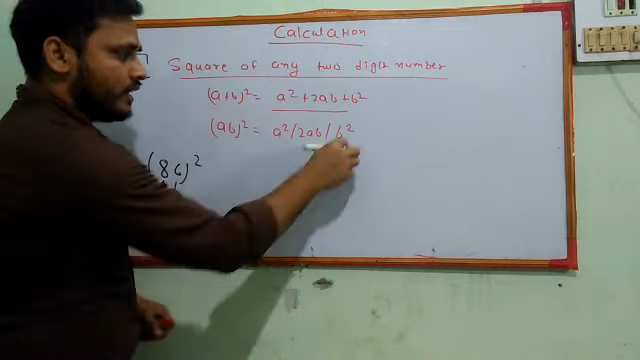 Calculation
Square of any two digit number
(a+b)² = a² + 2ab + b²
(ab)² = a²/2ab/b²
(86)²